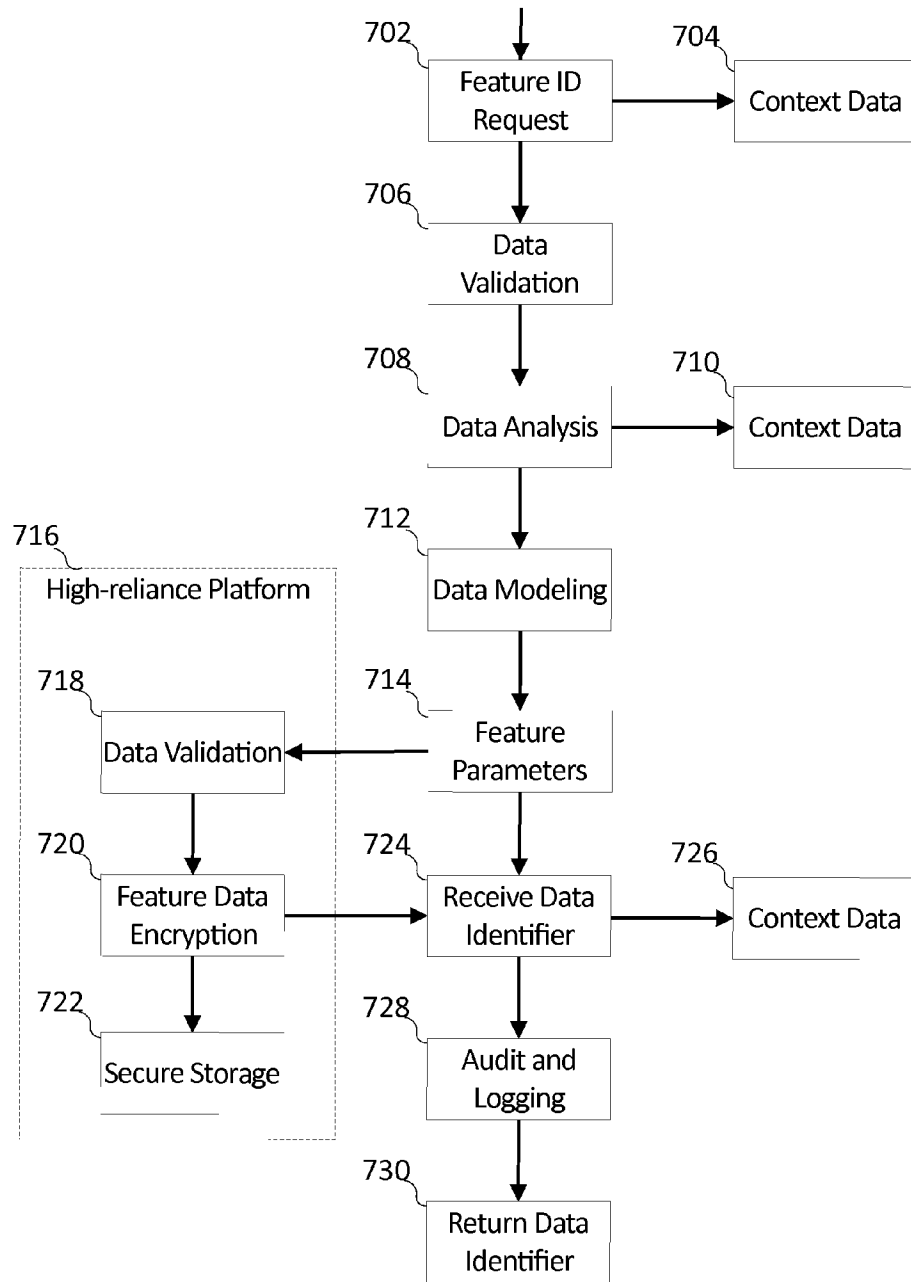 702
704
Feature ID
Request
Context Data
706
Data
Validation
708
710
Data Analysis
Context Data
712
716
High-reliance Platform
Data Modeling
718
714
Data Validation
Feature
Parameters
720
724
726
Feature Data
Encryption
Receive Data
Identifier
Context Data
722
728
Secure Storage
Audit and
Logging
730
Return Data
Identifier